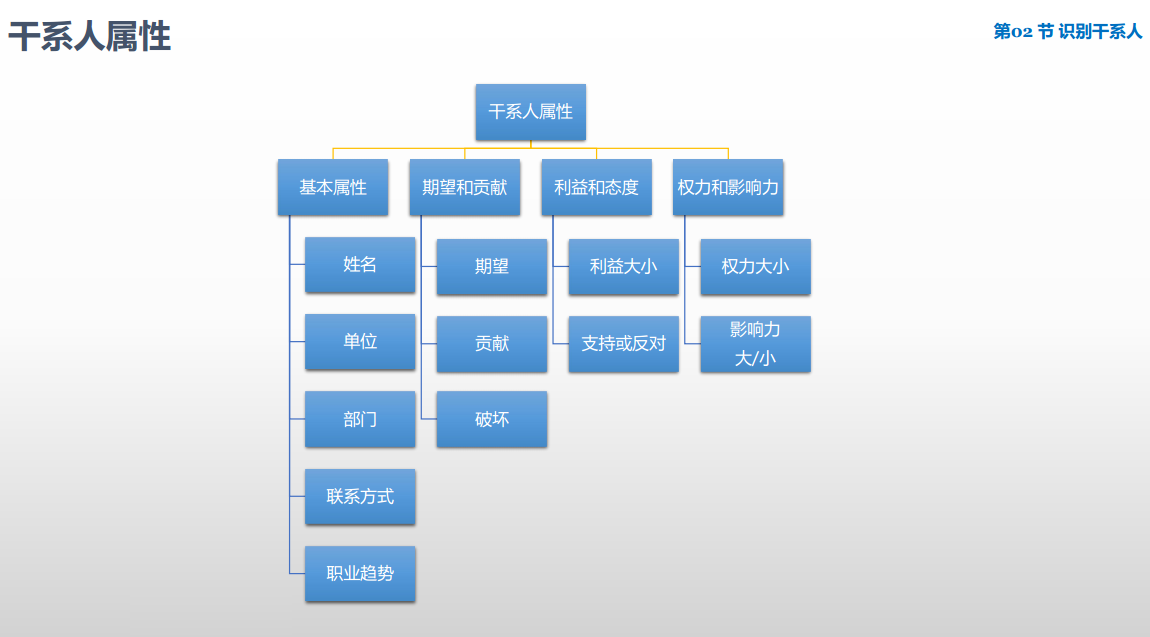 干系人属性
第02 节 识别干系人
干系人属性
基本属性
期望和贡献
利益和态度
权力和影响力
姓名
期望
利益大小
权力大小
单位
贡献
支持或反对
影响力
大/小
部门
破坏
联系方式
职业趋势